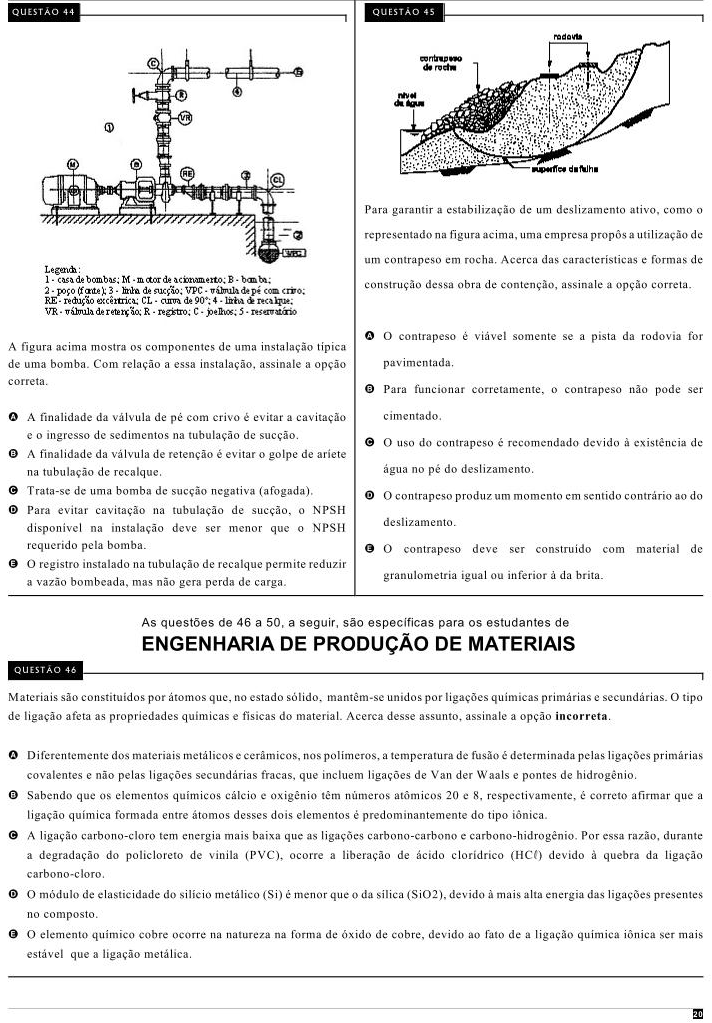 QUESTÃO 44
C
5
4
R
1
VR
M
B
RE
3
CL
2
VPC
Legenda:
1 - casa de bombas; M - motor de acionamento; B - bomba;
2 - poço (fonte); 3 - linha de sucção; VPC - válvula de pé com crivo;
RE - redução excêntrica; CL - curva de 90°; 4 - linha de recalque;
VR - válvula de retenção; R - registro; C - joelhos; 5 - reservatório
A figura acima mostra os componentes de uma instalação típica
de uma bomba. Com relação a essa instalação, assinale a opção
correta.
A A finalidade da válvula de pé com crivo é evitar a cavitação
e o ingresso de sedimentos na tubulação de sucção.
B A finalidade da válvula de retenção é evitar o golpe de aríete
na tubulação de recalque.
C Trata-se de uma bomba de sucção negativa (afogada).
D Para evitar cavitação na tubulação de sucção, o NPSH
disponível na instalação deve ser menor que o NPSH
requerido pela bomba.
E O registro instalado na tubulação de recalque permite reduzir
a vazão bombeada, mas não gera perda de carga.
QUESTÃO 45
rodovia
contrapeso
de rocha
nível
da água
superfície de falha
Para garantir a estabilização de um deslizamento ativo, como o
representado na figura acima, uma empresa propôs a utilização de
um contrapeso em rocha. Acerca das características e formas de
construção dessa obra de contenção, assinale a opção correta.
A O contrapeso é viável somente se a pista da rodovia for
pavimentada.
B Para funcionar corretamente, o contrapeso não pode ser
cimentado.
C O uso do contrapeso é recomendado devido à existência de
água no pé do deslizamento.
D O contrapeso produz um momento em sentido contrário ao do
deslizamento.
E O contrapeso deve ser construído com material de
granulometria igual ou inferior à da brita.
As questões de 46 a 50, a seguir, são específicas para os estudantes de
ENGENHARIA DE PRODUÇÃO DE MATERIAIS
QUESTÃO 46
Materiais são constituídos por átomos que, no estado sólido, mantêm-se unidos por ligações químicas primárias e secundárias. O tipo
de ligação afeta as propriedades químicas e físicas do material. Acerca desse assunto, assinale a opção incorreta.
A Diferentemente dos materiais metálicos e cerâmicos, nos polímeros, a temperatura de fusão é determinada pelas ligações primárias
covalentes e não pelas ligações secundárias fracas, que incluem ligações de Van der Waals e pontes de hidrogênio.
B Sabendo que os elementos químicos cálcio e oxigênio têm números atômicos 20 e 8, respectivamente, é correto afirmar que a
ligação química formada entre átomos desses dois elementos é predominantemente do tipo iônica.
C A ligação carbono-cloro tem energia mais baixa que as ligações carbono-carbono e carbono-hidrogênio. Por essa razão, durante
a degradação do policloreto de vinila (PVC), ocorre a liberação de ácido clorídrico (HCℓ) devido à quebra da ligação
carbono-cloro.
D O módulo de elasticidade do silício metálico (Si) é menor que o da sílica (SiO2), devido à mais alta energia das ligações presentes
no composto.
E O elemento químico cobre ocorre na natureza na forma de óxido de cobre, devido ao fato de a ligação química iônica ser mais
estável que a ligação metálica.
20